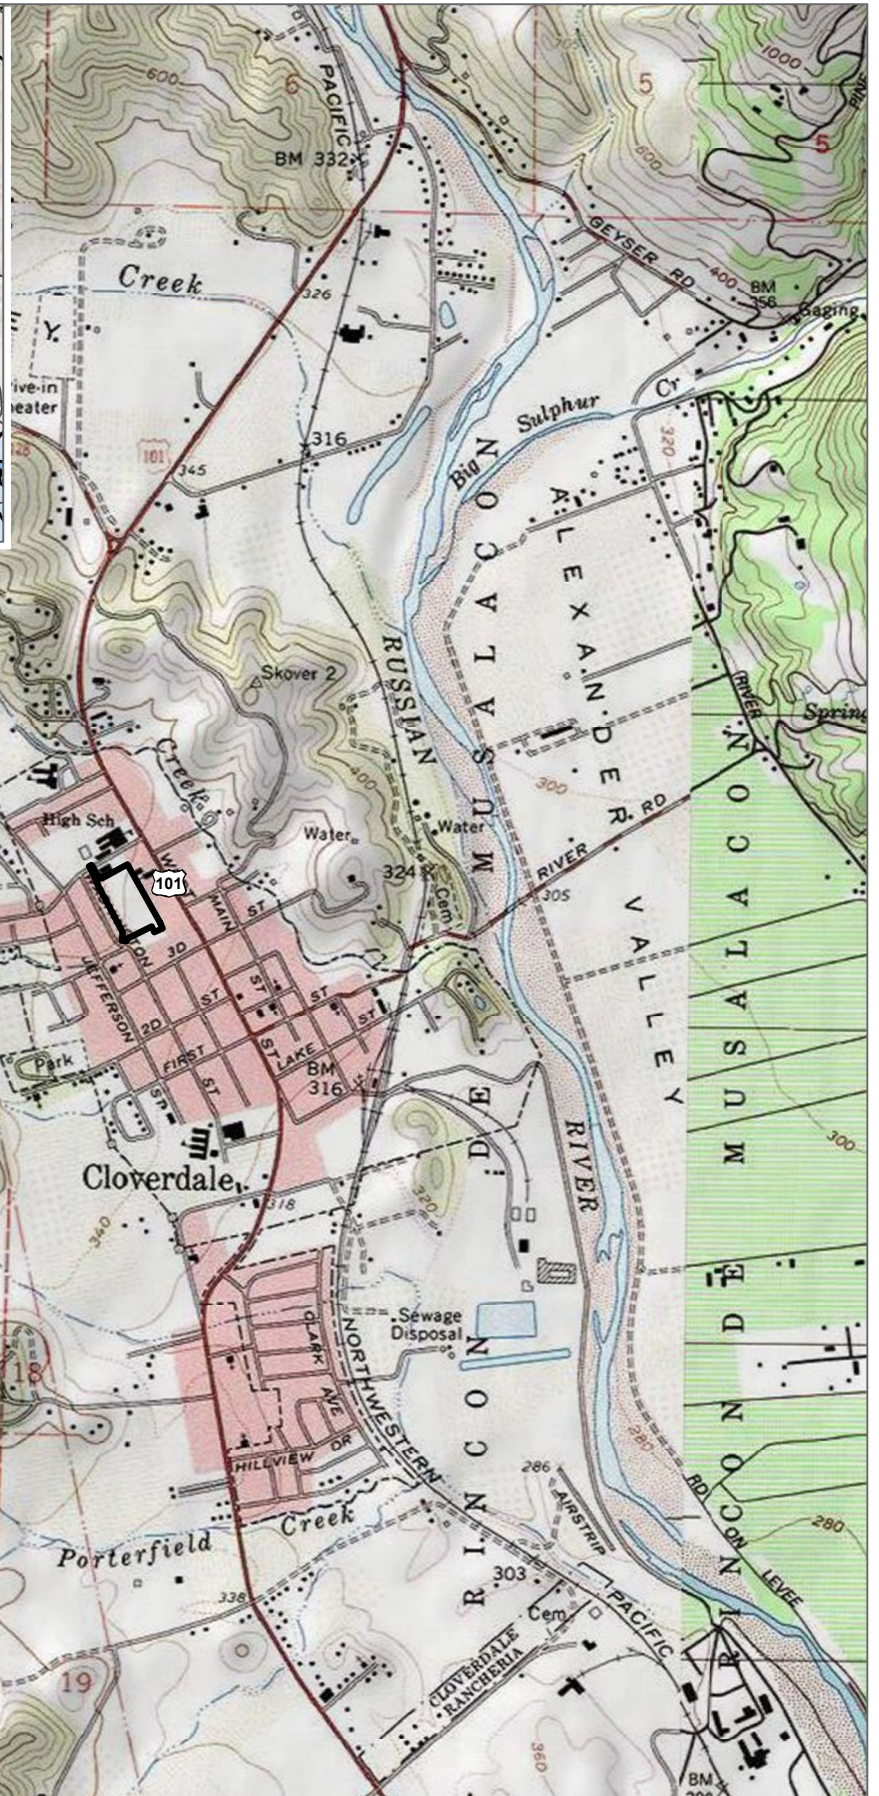 1000
PINE
600
6
5
PACIFIC
5
BM 332
600
GEYSER RD
400
BM
356
Gaging
Creek
326
Y
Cr
Sulphur
Big
320
316
101
345
328
ALEXANDER
VALLEY
RUSSIAN
Skover 2
RIVER
Spring
Creek
400
300
High Sch
Water
Water
RIVER RD
324
305
101
Cem
MAIN ST
3D ST
JEFFERSON
2D ST
ST
ST
FIRST ST
LAKE ST
Park
BM
316
RIVER
300
RINCON DE MUSALACON
RINCON DE MUSALACON
Cloverdale
318
320
340
CLARK AVE
NORTHWESTERN
Sewage
Disposal
18
HILLVIEW DR
280
286
AIRSTRIP
RD ON LEVEE
280
Porterfield Creek
303
PACIFIC
Cem
338
CLOVERDALE
RANCHERIA
19
360
BM